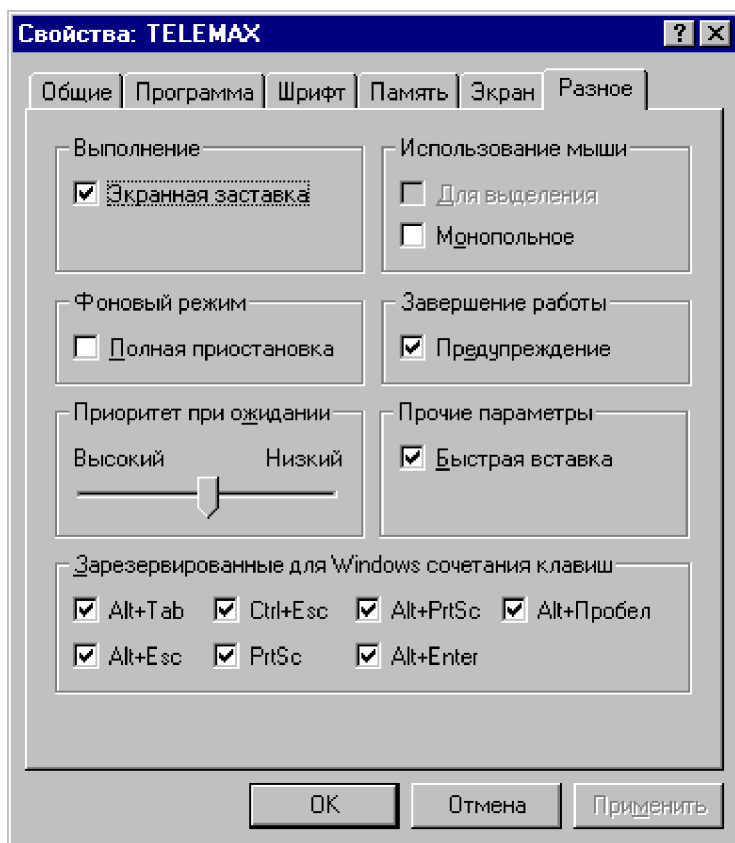 Свойства: TELEMAX
Общие Программа Шрифт Память Экран Разное
Выполнение
Экранная заставка
Использование мыши
Для выделения
Монопольное
Фоновый режим
Полная приостановка
Завершение работы
Предупреждение
Приоритет при ожидании
Высокий Низкий
Прочие параметры
Быстрая вставка
Зарезервированные для Windows сочетания клавиш
Alt+Tab Ctrl+Esc Alt+PrtSc Alt+Пробел
Alt+Esc PrtSc Alt+Enter
OK Отмена Применить